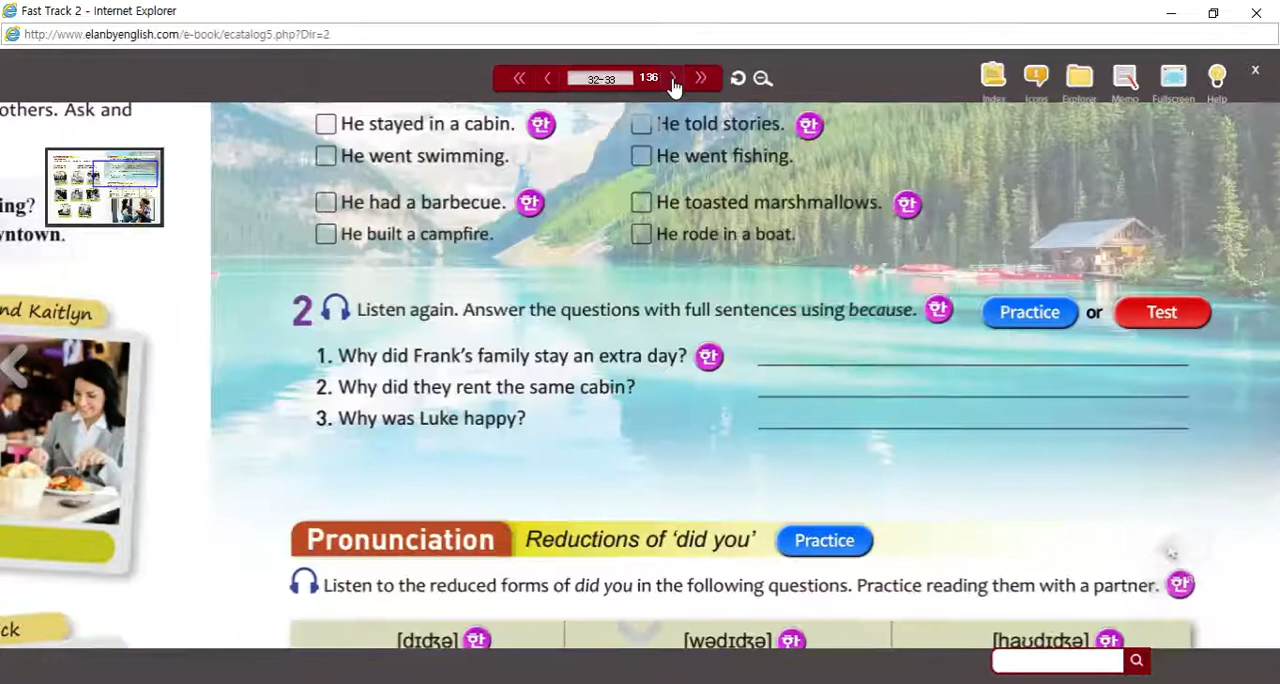 Fast Track 2 - Internet Explorer
http://www.elanbyenglish.com/e-book/ecatalog5.php?Dir=2
32-33 136
Index Icons Explorer Memo Fullscreen Help
X
others. Ask and
ing?
wntown.
nd Kaitlyn
ck
He stayed in a cabin. 한 He told stories. 한
He went swimming. He went fishing.
He had a barbecue. 한 He toasted marshmallows. 한
He built a campfire. He rode in a boat.
2 Listen again. Answer the questions with full sentences using because. 한 Practice or Test
1. Why did Frank's family stay an extra day? 한
2. Why did they rent the same cabin?
3. Why was Luke happy?
Pronunciation Reductions of 'did you' Practice
Listen to the reduced forms of did you in the following questions. Practice reading them with a partner. 한
[dɪʤə] 한 [wədɪʤə] 한 [haʊdɪʤə] 한